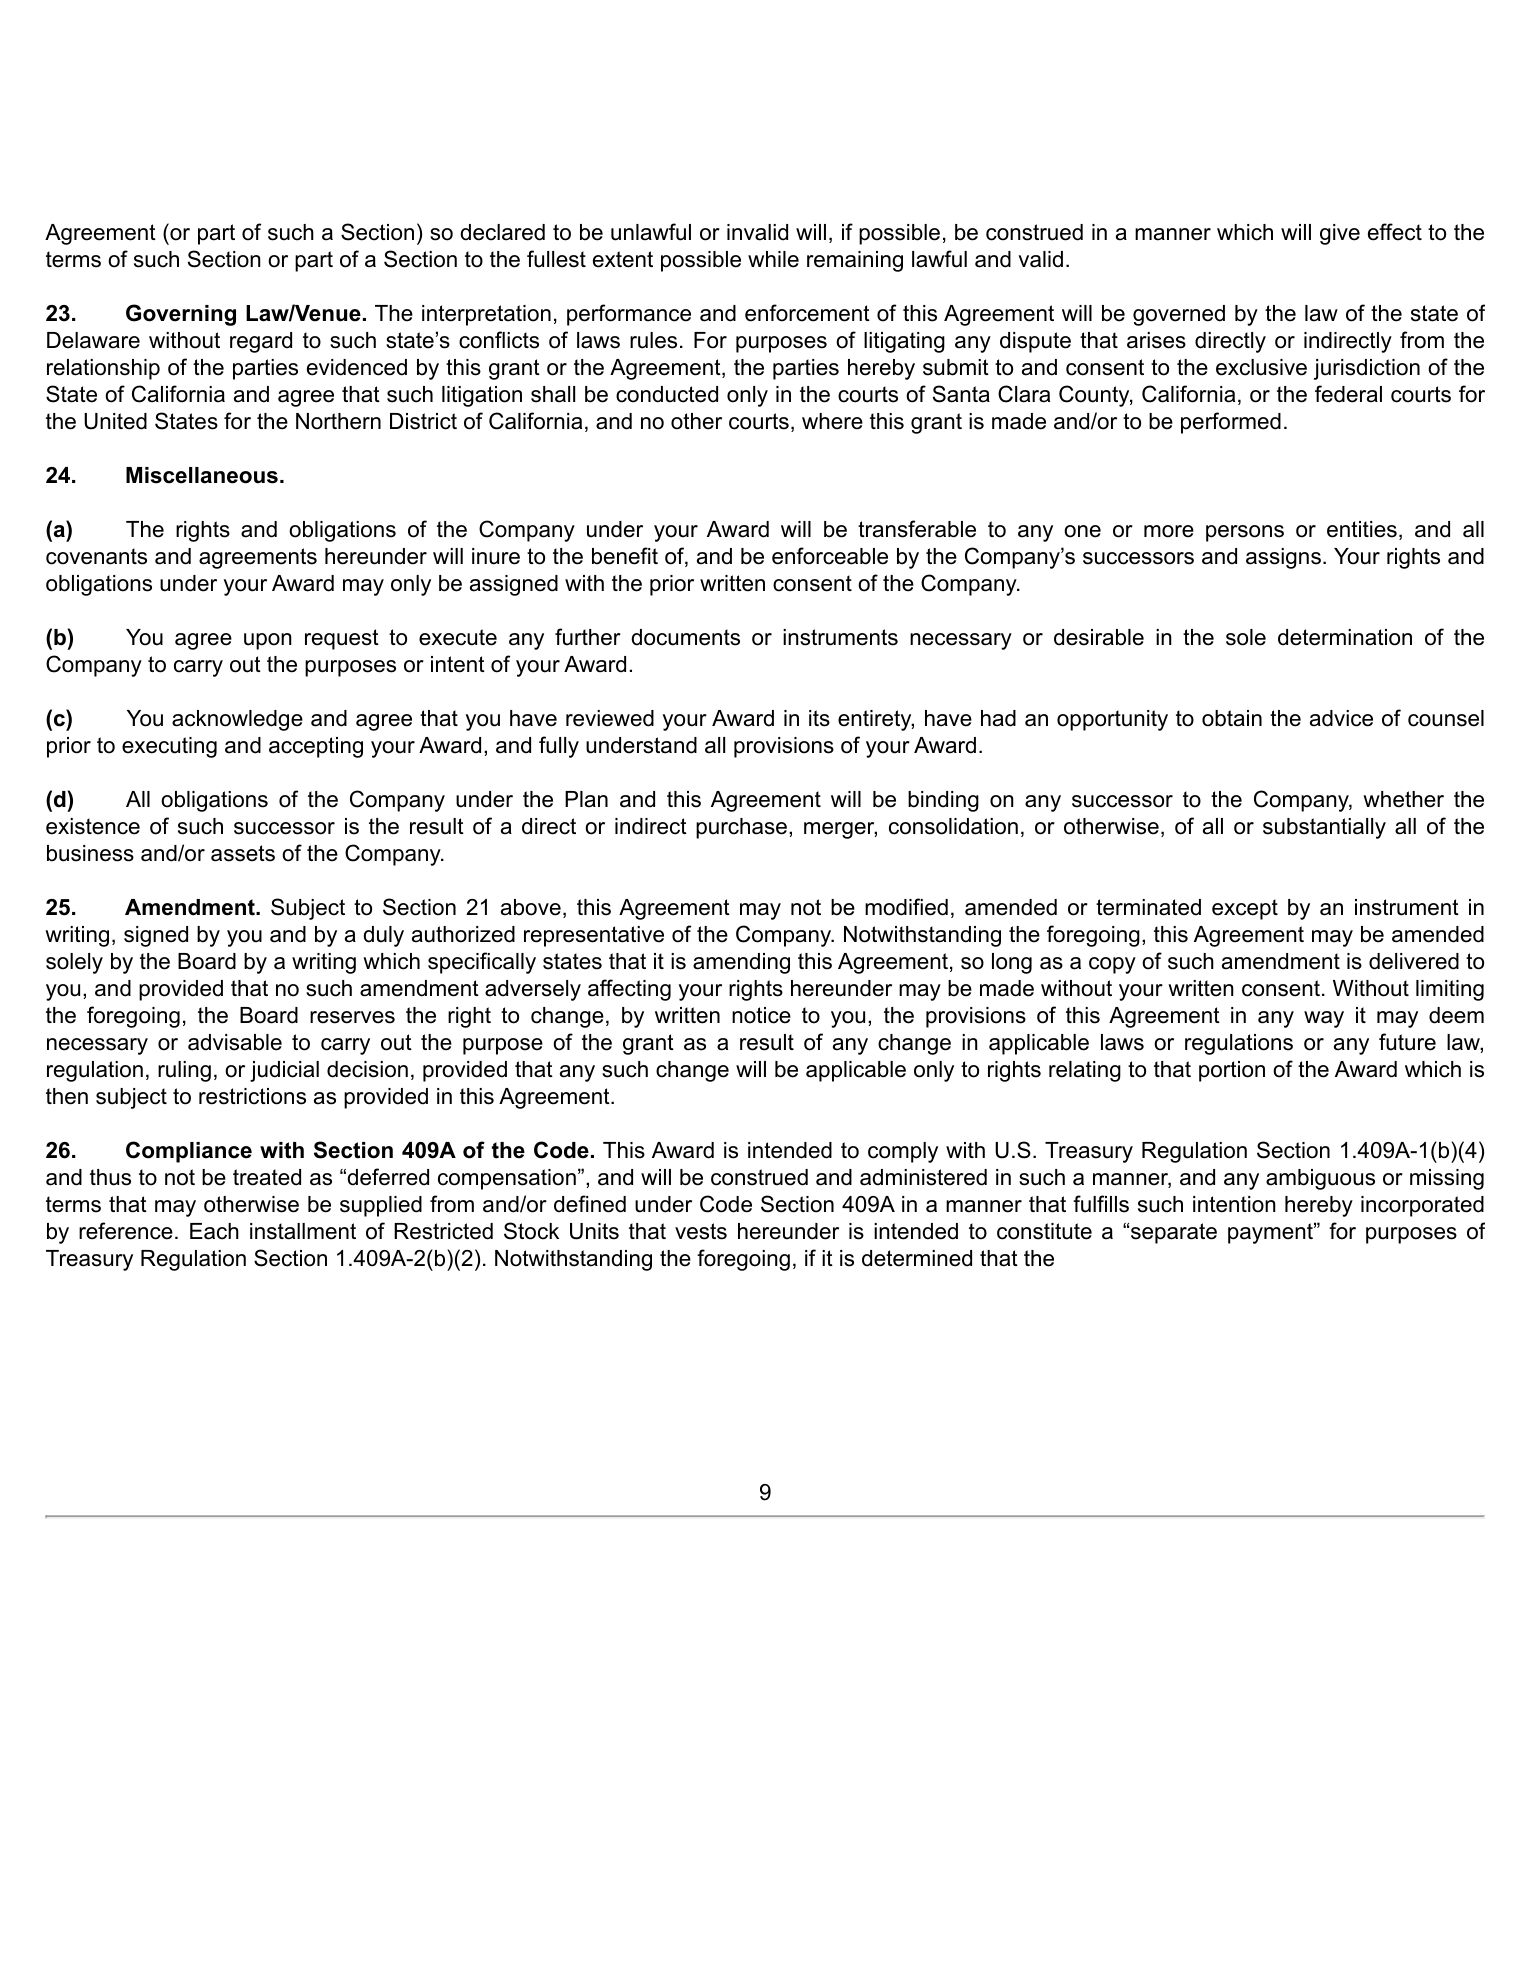 Agreement (or part of such a Section) so declared to be unlawful or invalid will, if possible, be construed in a manner which will give effect to the
terms of such Section or part of a Section to the fullest extent possible while remaining lawful and valid.
23. Governing Law/Venue. The interpretation, performance and enforcement of this Agreement will be governed by the law of the state of
Delaware without regard to such state’s conflicts of laws rules. For purposes of litigating any dispute that arises directly or indirectly from the
relationship of the parties evidenced by this grant or the Agreement, the parties hereby submit to and consent to the exclusive jurisdiction of the
State of California and agree that such litigation shall be conducted only in the courts of Santa Clara County, California, or the federal courts for
the United States for the Northern District of California, and no other courts, where this grant is made and/or to be performed.
24. Miscellaneous.
(a) The rights and obligations of the Company under your Award will be transferable to any one or more persons or entities, and all
covenants and agreements hereunder will inure to the benefit of, and be enforceable by the Company’s successors and assigns. Your rights and
obligations under your Award may only be assigned with the prior written consent of the Company.
(b) You agree upon request to execute any further documents or instruments necessary or desirable in the sole determination of the
Company to carry out the purposes or intent of your Award.
(c) You acknowledge and agree that you have reviewed your Award in its entirety, have had an opportunity to obtain the advice of counsel
prior to executing and accepting your Award, and fully understand all provisions of your Award.
(d) All obligations of the Company under the Plan and this Agreement will be binding on any successor to the Company, whether the
existence of such successor is the result of a direct or indirect purchase, merger, consolidation, or otherwise, of all or substantially all of the
business and/or assets of the Company.
25. Amendment. Subject to Section 21 above, this Agreement may not be modified, amended or terminated except by an instrument in
writing, signed by you and by a duly authorized representative of the Company. Notwithstanding the foregoing, this Agreement may be amended
solely by the Board by a writing which specifically states that it is amending this Agreement, so long as a copy of such amendment is delivered to
you, and provided that no such amendment adversely affecting your rights hereunder may be made without your written consent. Without limiting
the foregoing, the Board reserves the right to change, by written notice to you, the provisions of this Agreement in any way it may deem
necessary or advisable to carry out the purpose of the grant as a result of any change in applicable laws or regulations or any future law,
regulation, ruling, or judicial decision, provided that any such change will be applicable only to rights relating to that portion of the Award which is
then subject to restrictions as provided in this Agreement.
26. Compliance with Section 409A of the Code. This Award is intended to comply with U.S. Treasury Regulation Section 1.409A-1(b)(4)
and thus to not be treated as “deferred compensation”, and will be construed and administered in such a manner, and any ambiguous or missing
terms that may otherwise be supplied from and/or defined under Code Section 409A in a manner that fulfills such intention hereby incorporated
by reference. Each installment of Restricted Stock Units that vests hereunder is intended to constitute a “separate payment” for purposes of
Treasury Regulation Section 1.409A-2(b)(2). Notwithstanding the foregoing, if it is determined that the
9